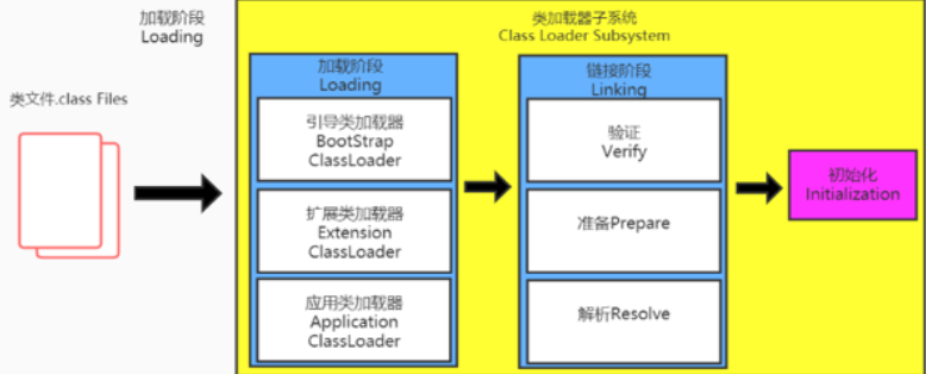 加载阶段
Loading
类文件.class Files
类加载器子系统
Class Loader Subsystem
加载阶段
Loading
引导类加载器
BootStrap
ClassLoader
扩展类加载器
Extension
ClassLoader
应用类加载器
Application
ClassLoader
链接阶段
Linking
验证
Verify
准备Prepare
解析Resolve
初始化
Initialization